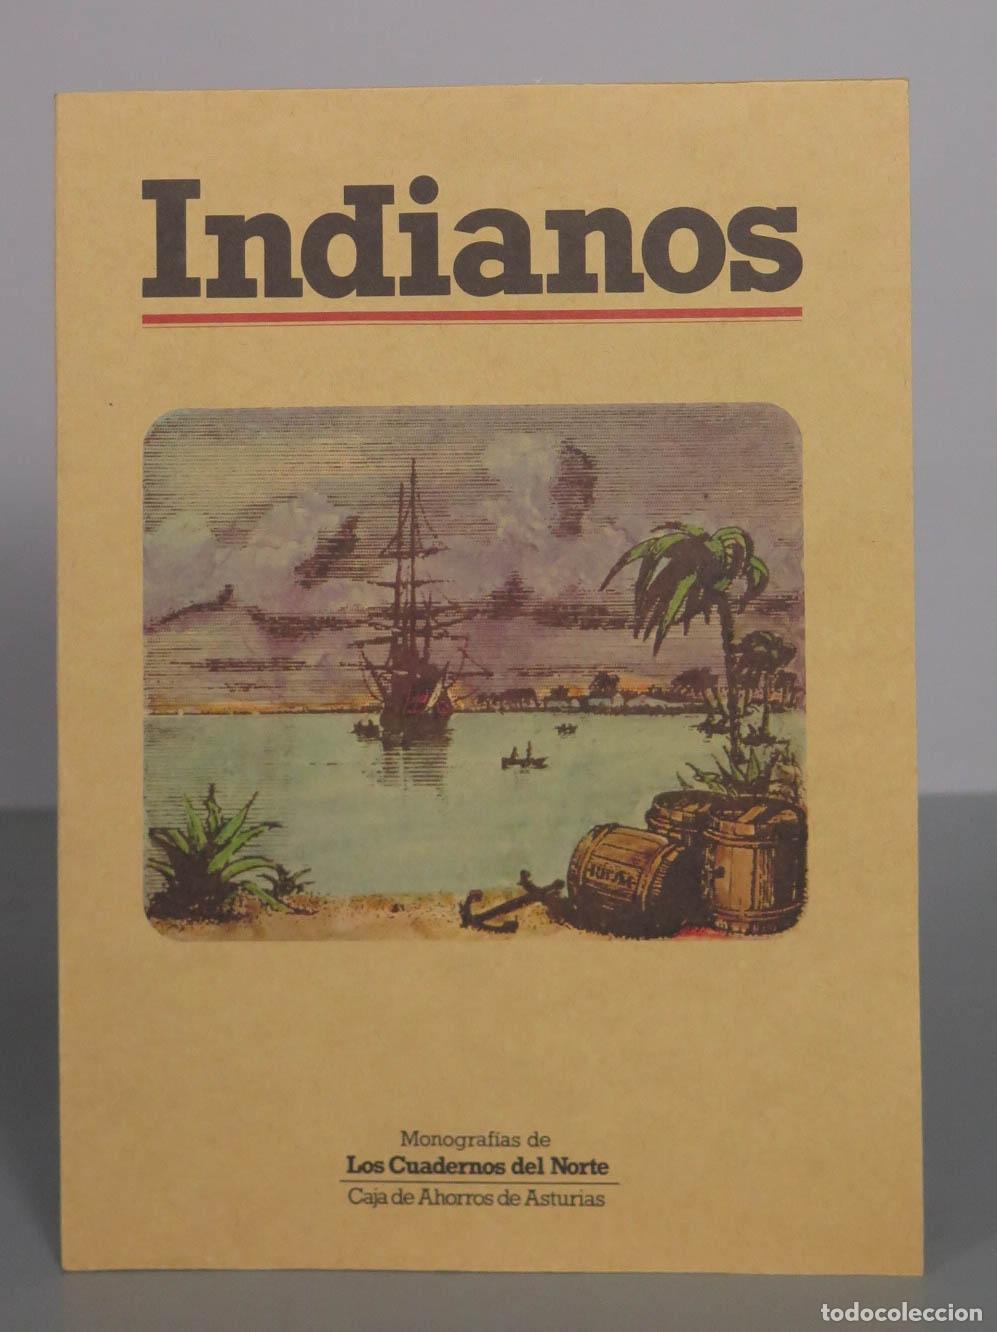 Indianos
Monografías de
Los Cuadernos del Norte
Caja de Ahorros de Asturias
todocoleccion